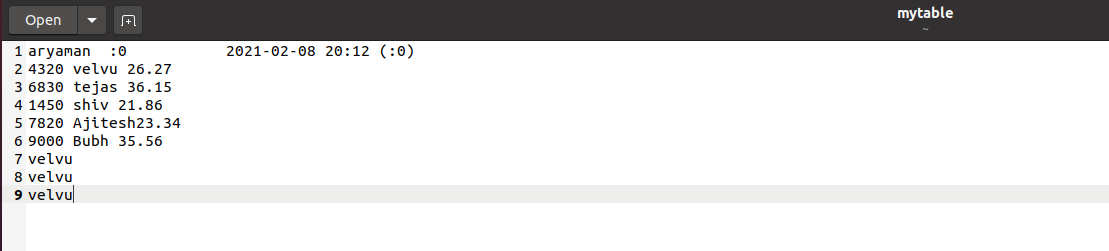 Open
mytable
~
1 aryaman  :0           2021-02-08 20:12 (:0)
2 4320 velvu 26.27
3 6830 tejas 36.15
4 1450 shiv 21.86
5 7820 Ajitesh23.34
6 9000 Bubh 35.56
7 velvu
8 velvu
9 velvu